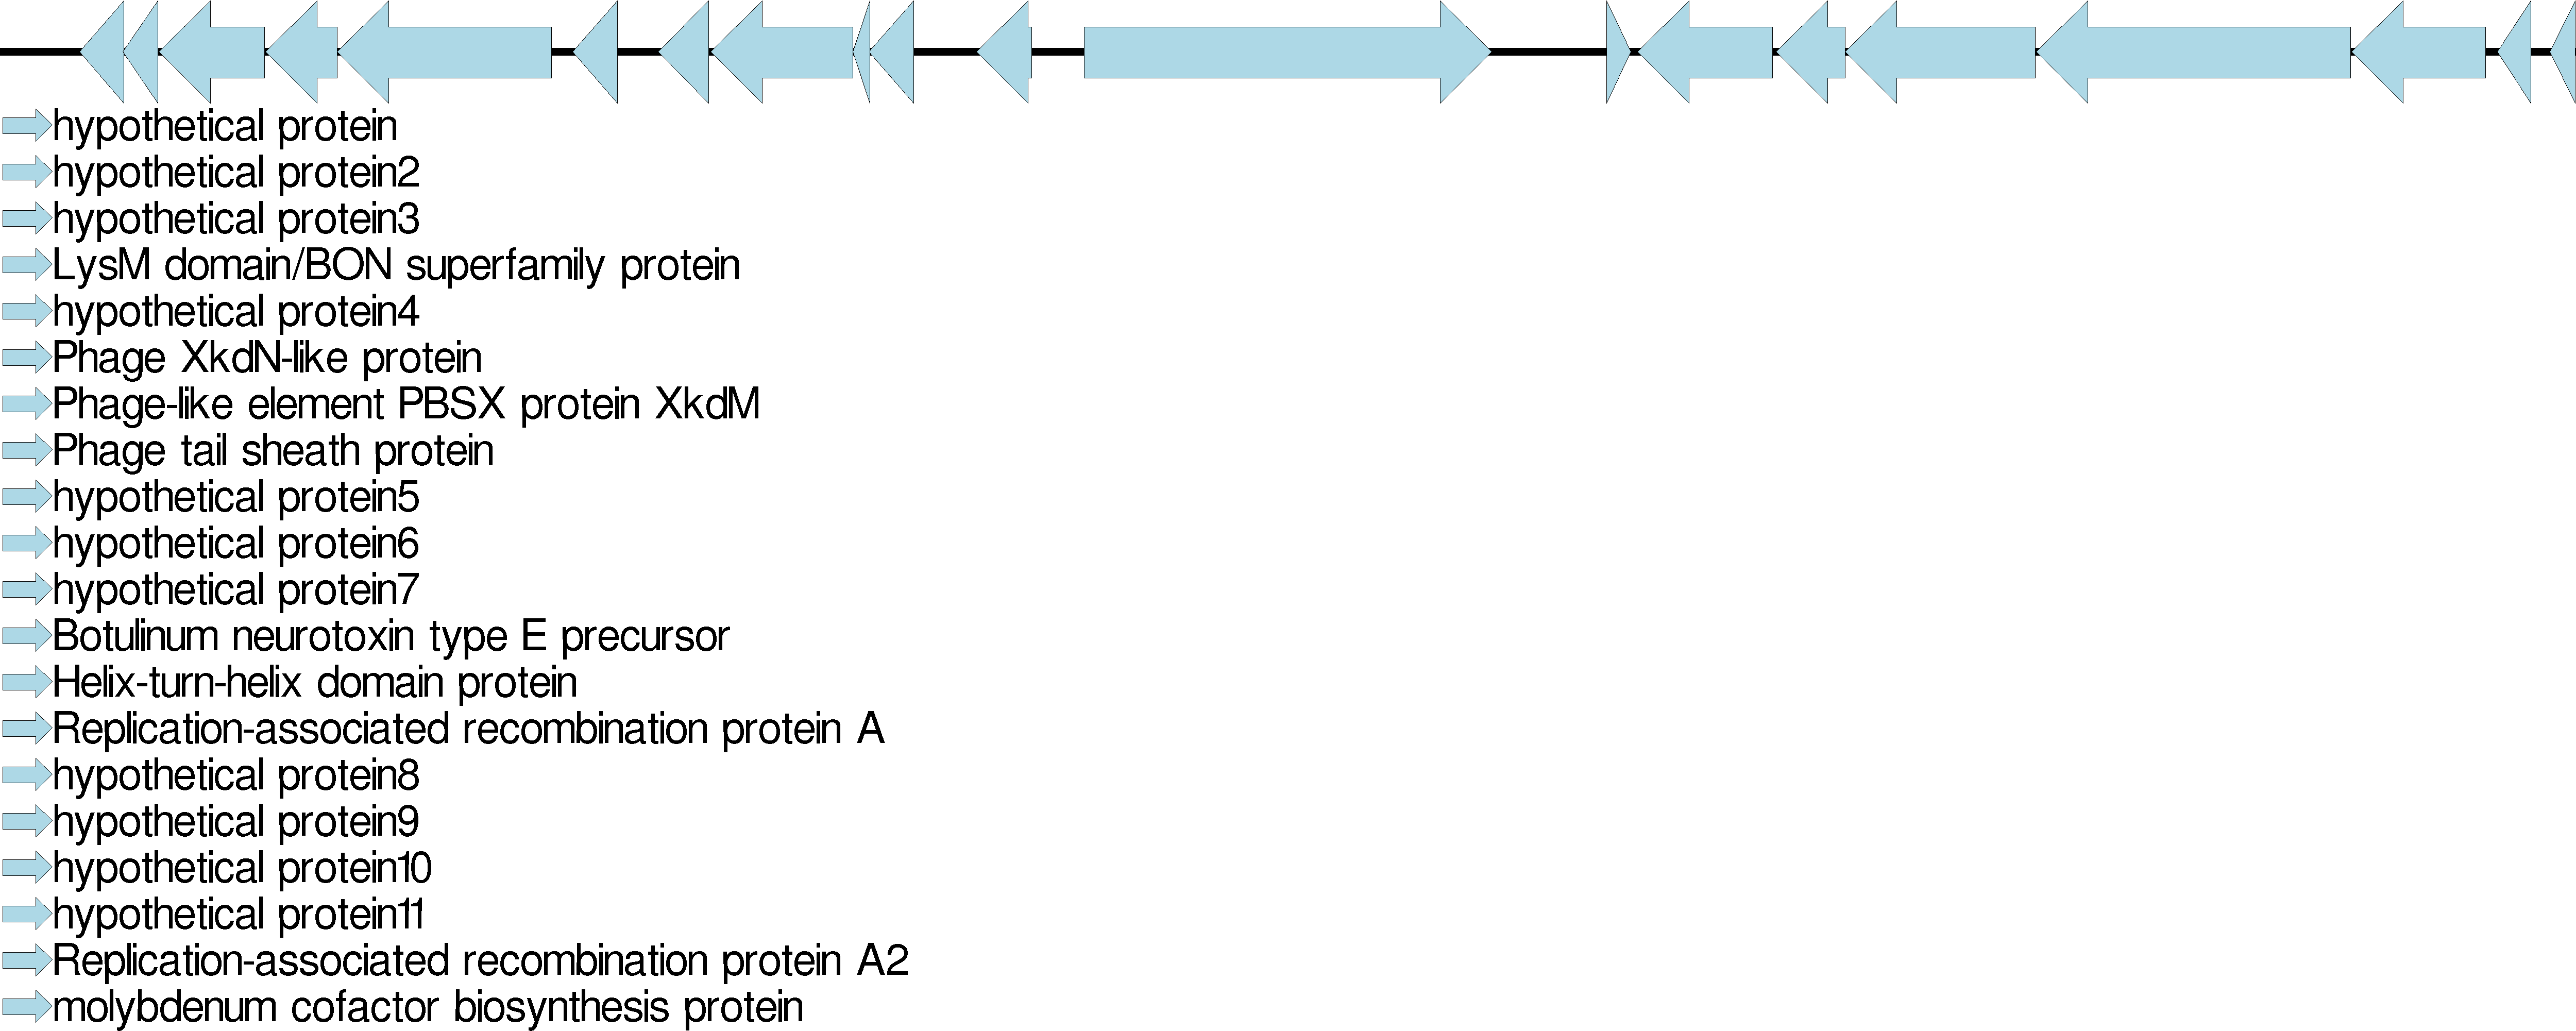 hypothetical protein
hypothetical protein2
hypothetical protein3
LysM domain/BON superfamily protein
hypothetical protein4
Phage XkdN-like protein
Phage-like element PBSX protein XkdM
Phage tail sheath protein
hypothetical protein5
hypothetical protein6
hypothetical protein7
Botulinum neurotoxin type E precursor
Helix-turn-helix domain protein
Replication-associated recombination protein A
hypothetical protein8
hypothetical protein9
hypothetical protein10
hypothetical protein11
Replication-associated recombination protein A2
molybdenum cofactor biosynthesis protein